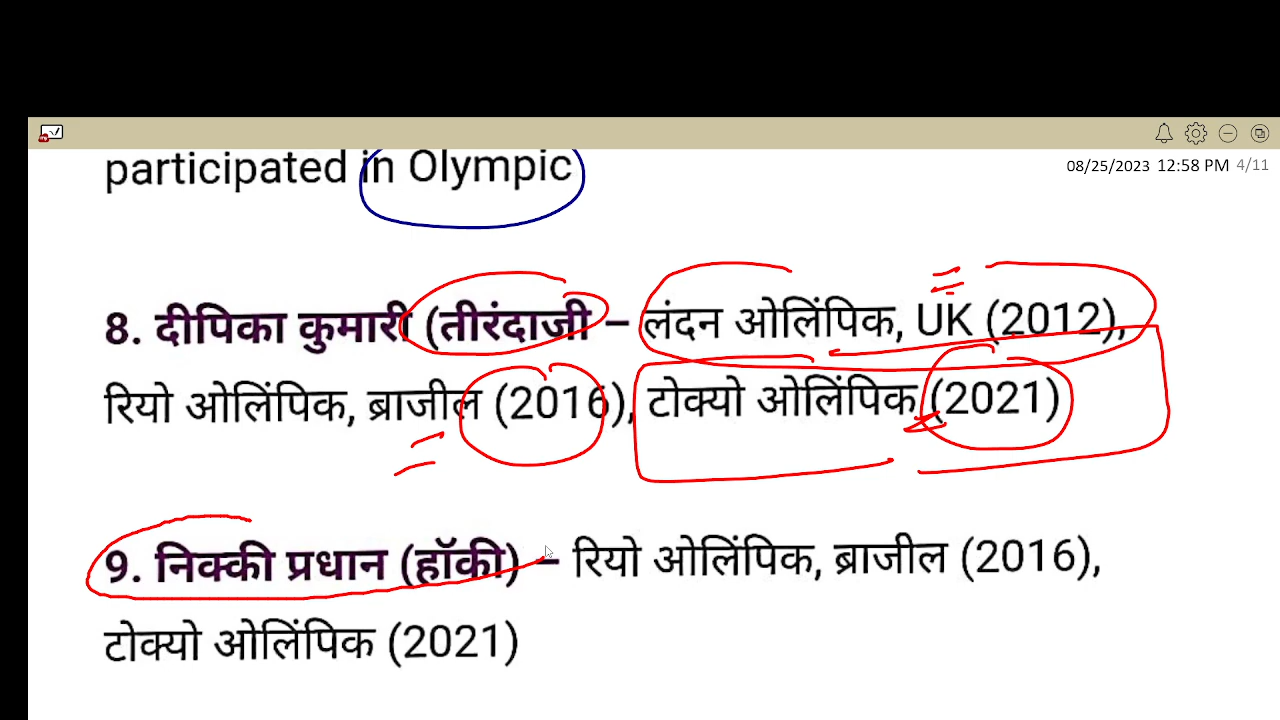 08/25/2023 12:58 PM 4/11
participated in Olympic
8. दीपिका कुमारी (तीरंदाजी – लंदन ओलिंपिक, UK (2012),
रियो ओलिंपिक, ब्राजील (2016), टोक्यो ओलिंपिक (2021)
9. निक्की प्रधान (हॉकी) – रियो ओलिंपिक, ब्राजील (2016),
टोक्यो ओलिंपिक (2021)